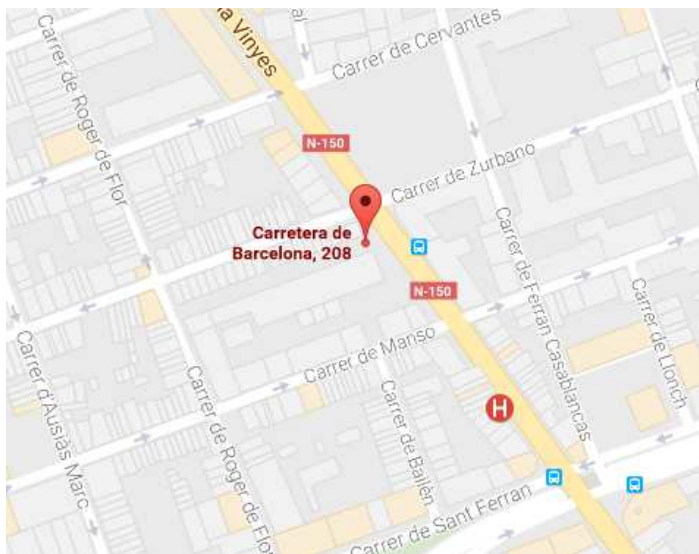 a Vinyes
Carrer de Cervantes
Carrer de Roger de Flor
N-150
Carrer de Zurbano
Carretera de
Barcelona, 208
N-150
Carrer de Ferran Casablancas
Carrer de Llonch
Carrer de Manso
H
Carrer d'Ausiàs Marc
Carrer de Roger de Flor
Carrer de Bailèn
Carrer de Sant Ferran